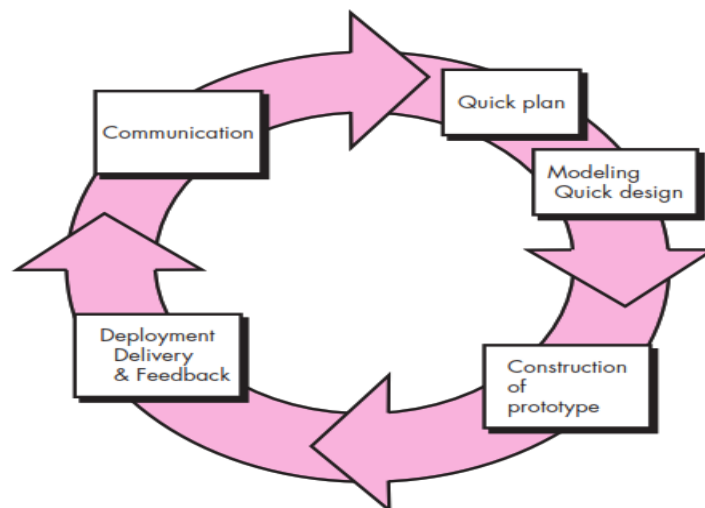 Communication
Quick plan
Modeling
Quick design
Construction
of
prototype
Deployment
Delivery
& Feedback